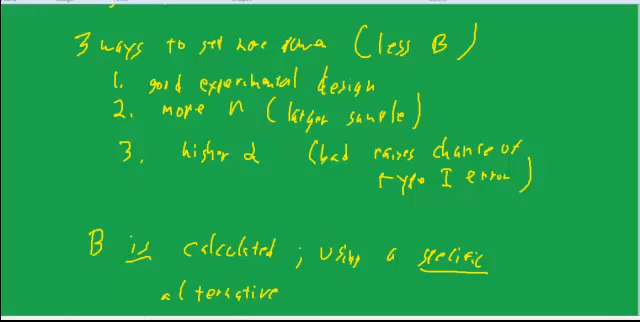 3 ways to get more power (less B)
1. good experimental design
2. more n (larger sample)
3. higher α (bad raises chance of
type I error)
B is calculated; using a specific
alternative